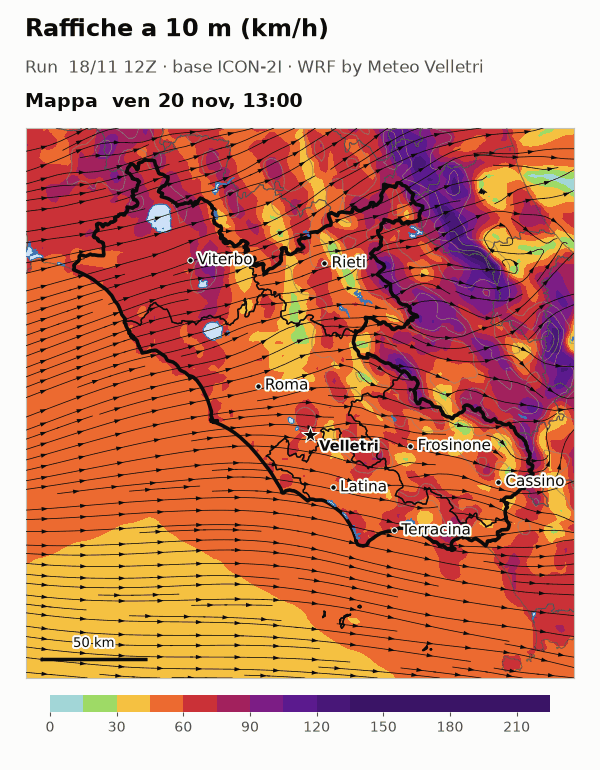 Raffiche a 10 m (km/h)
Run  18/11 12Z · base ICON-2I · WRF by Meteo Velletri
Mappa  ven 20 nov, 13:00
Viterbo
Rieti
Roma
Velletri
Frosinone
Latina
Cassino
Terracina
50 km
0 30 60 90 120 150 180 210